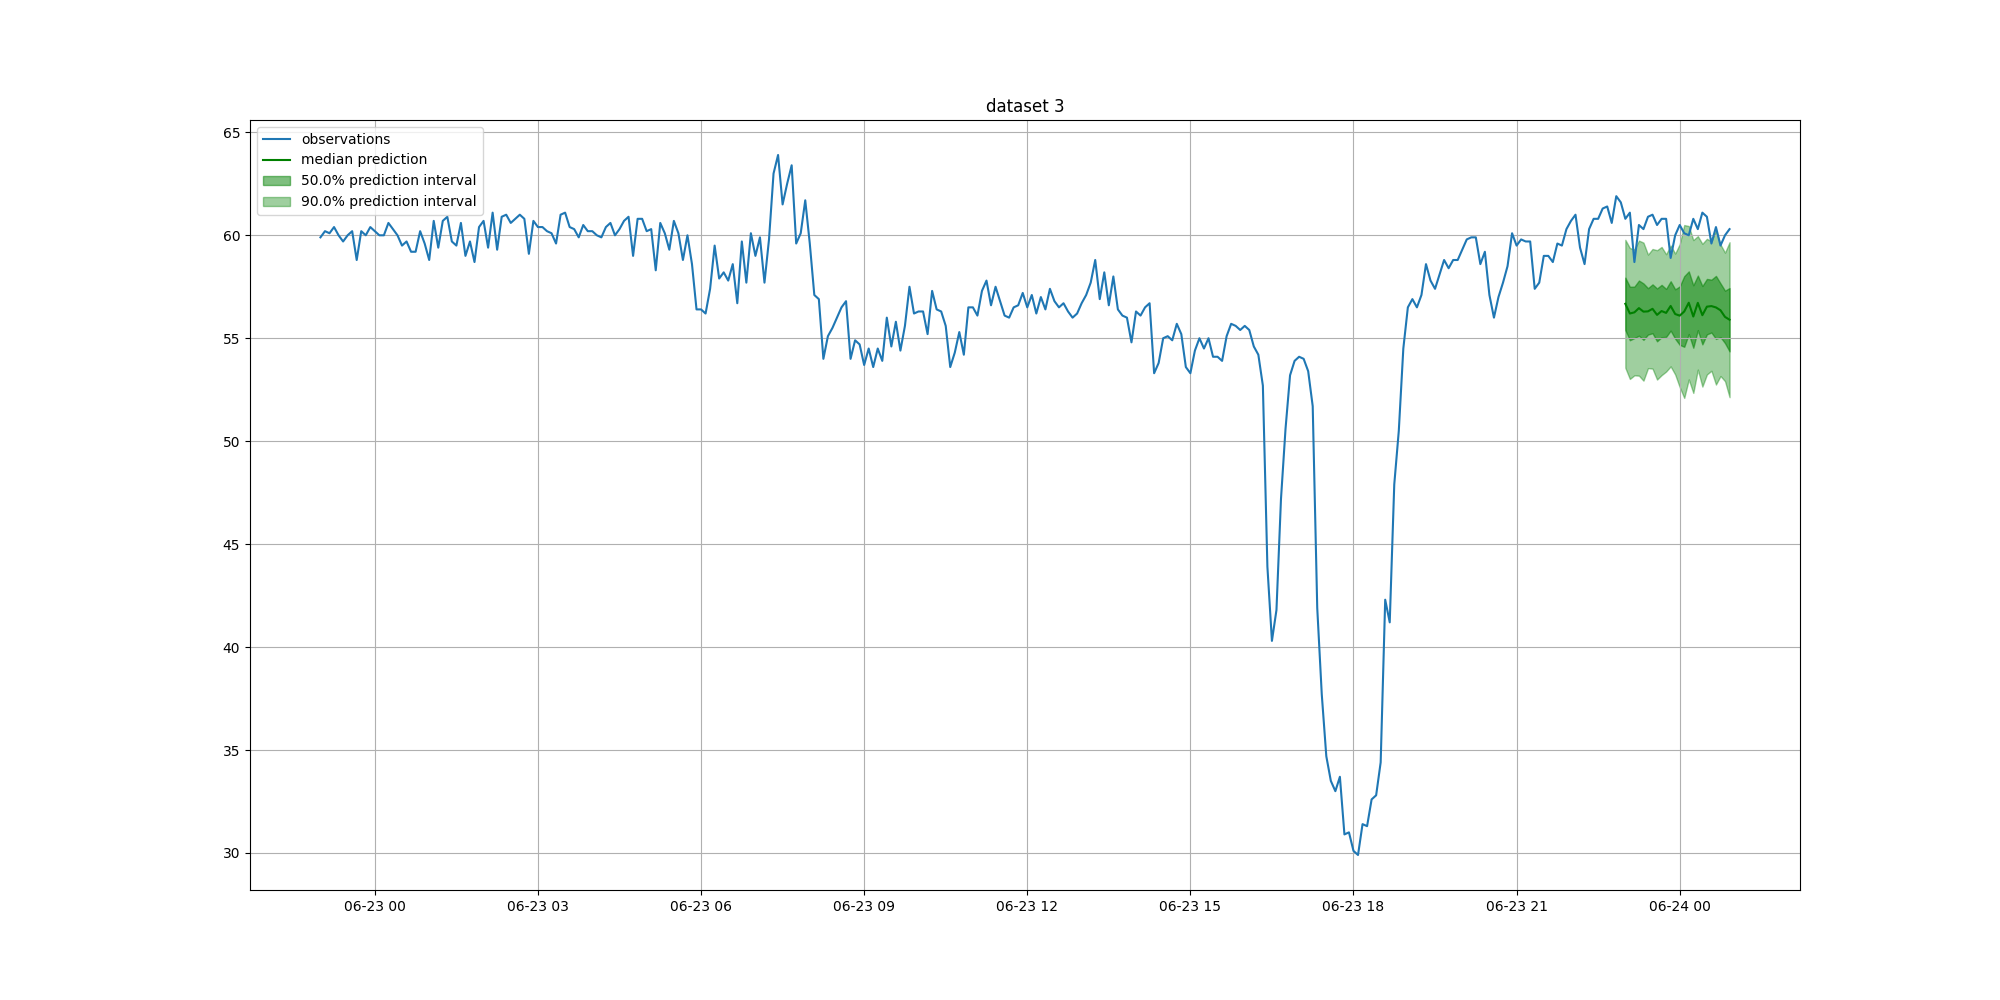 dataset 3
observations
median prediction
50.0% prediction interval
90.0% prediction interval
65
60
55
50
45
40
35
30
06-23 00 06-23 03 06-23 06 06-23 09 06-23 12 06-23 15 06-23 18 06-23 21 06-24 00